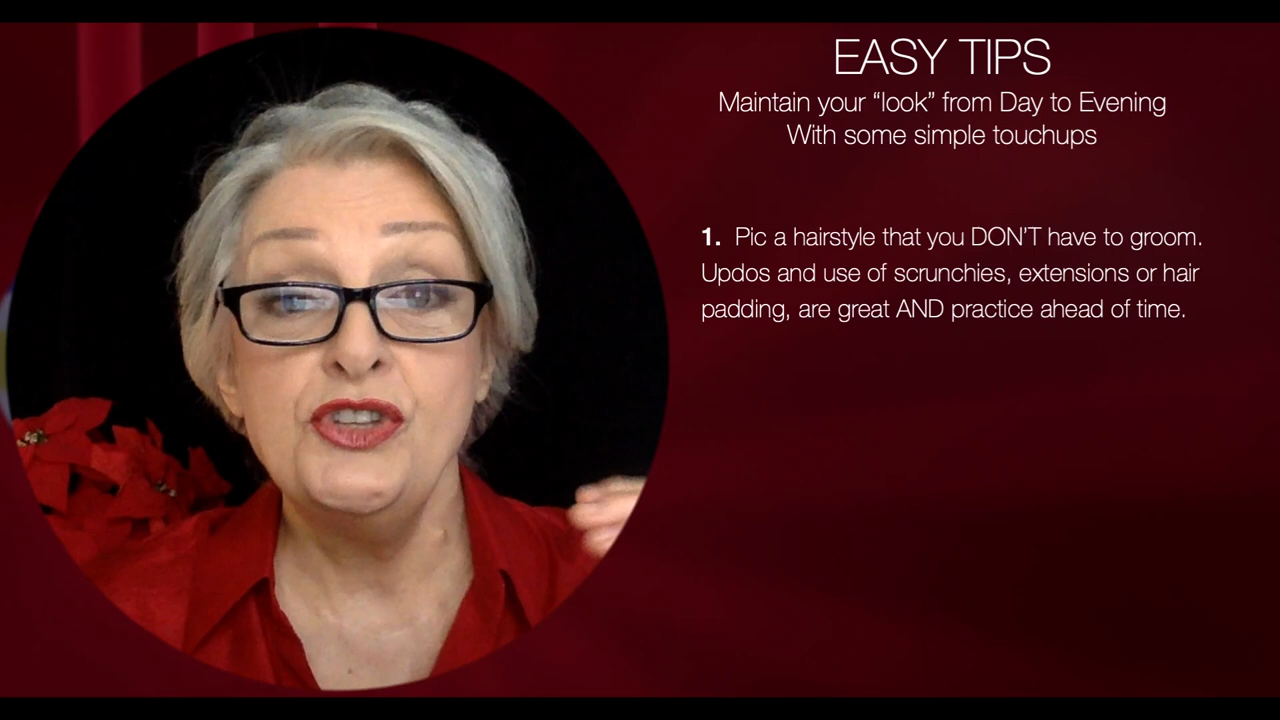 EASY TIPS
Maintain your “look” from Day to Evening
With some simple touchups
1. Pic a hairstyle that you DON’T have to groom.
Updos and use of scrunchies, extensions or hair
padding, are great AND practice ahead of time.